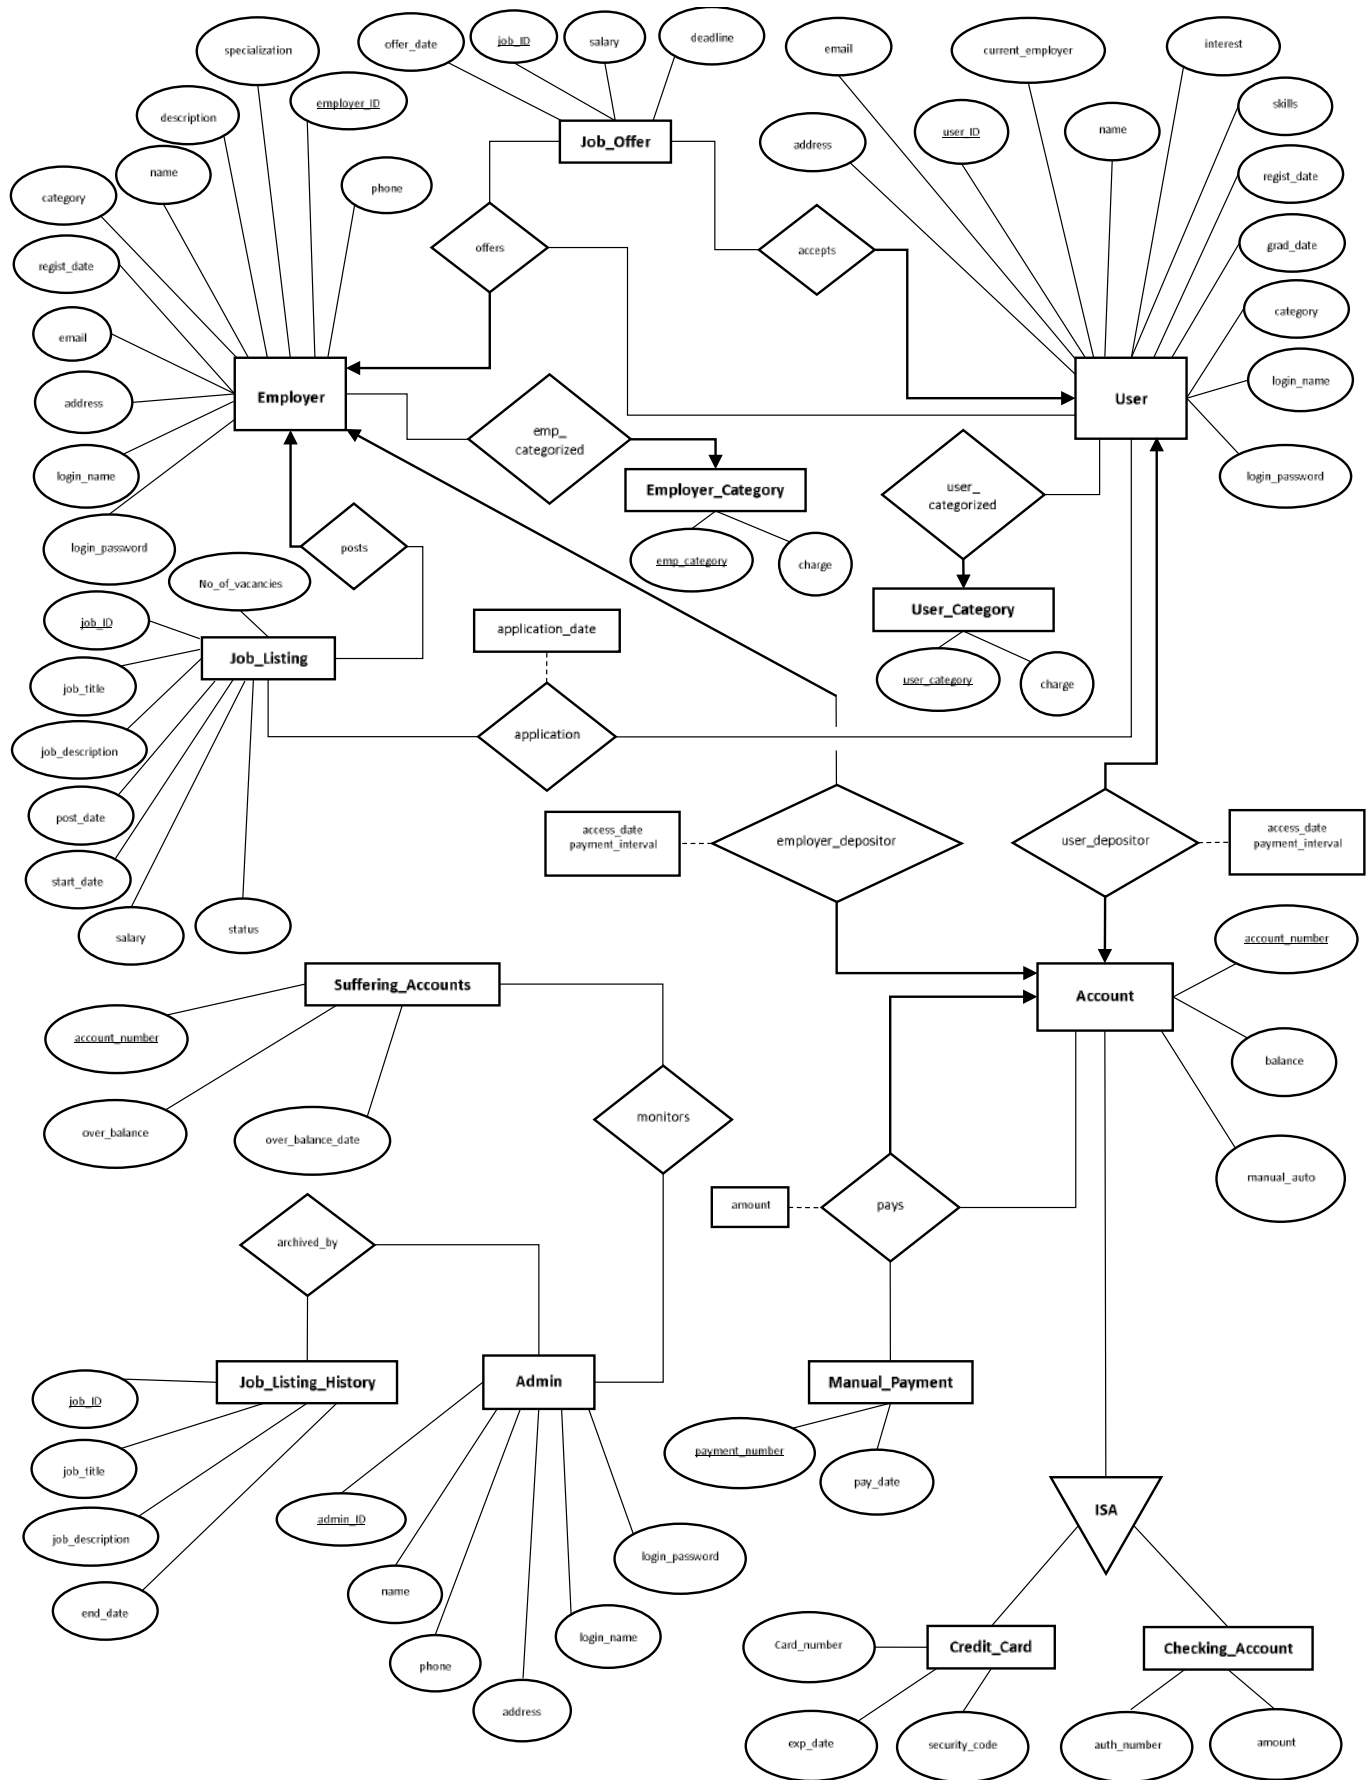 specialization
offer_date
job_ID
salary
deadline
email
current_employer
interest
description
employer_ID
user_ID
name
skills
Job_Offer
address
name
phone
regist_date
category
offers
accepts
grad_date
regist_date
category
email
Employer
User
login_name
address
emp_
categorized
login_name
Employer_Category
user_
categorized
login_password
login_password
posts
emp_category
charge
No_of_vacancies
User_Category
job_ID
application_date
Job_Listing
user_category
charge
job_title
application
job_description
post_date
access_date
payment_interval
employer_depositor
user_depositor
access_date
payment_interval
start_date
salary
status
account_number
Suffering_Accounts
Account
account_number
balance
over_balance
over_balance_date
monitors
manual_auto
amount
pays
archived_by
Job_Listing_History
Admin
Manual_Payment
job_ID
payment_number
job_title
pay_date
ISA
admin_ID
job_description
login_password
name
end_date
login_name
Card_number
Credit_Card
Checking_Account
phone
address
exp_date
security_code
auth_number
amount